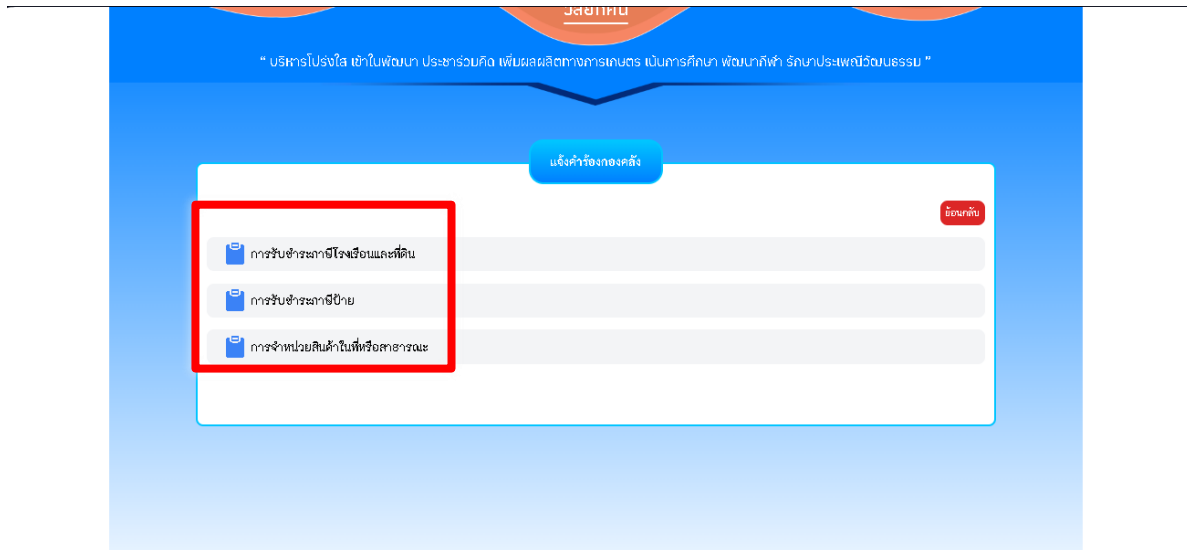 วิสัยทัศน์
“ บริหารโปร่งใส เข้าใจพัฒนา ประชาร่วมคิด เพิ่มผลผลิตทางการเกษตร เน้นการศึกษา พัฒนากีฬา รักษาประเพณีวัฒนธรรม ”
แจ้งคำร้องกองคลัง
ย้อนกลับ
การรับชำระภาษีโรงเรือนและที่ดิน
การรับชำระภาษีป้าย
การจำหน่วยสินค้าในที่หรือสาธารณะ